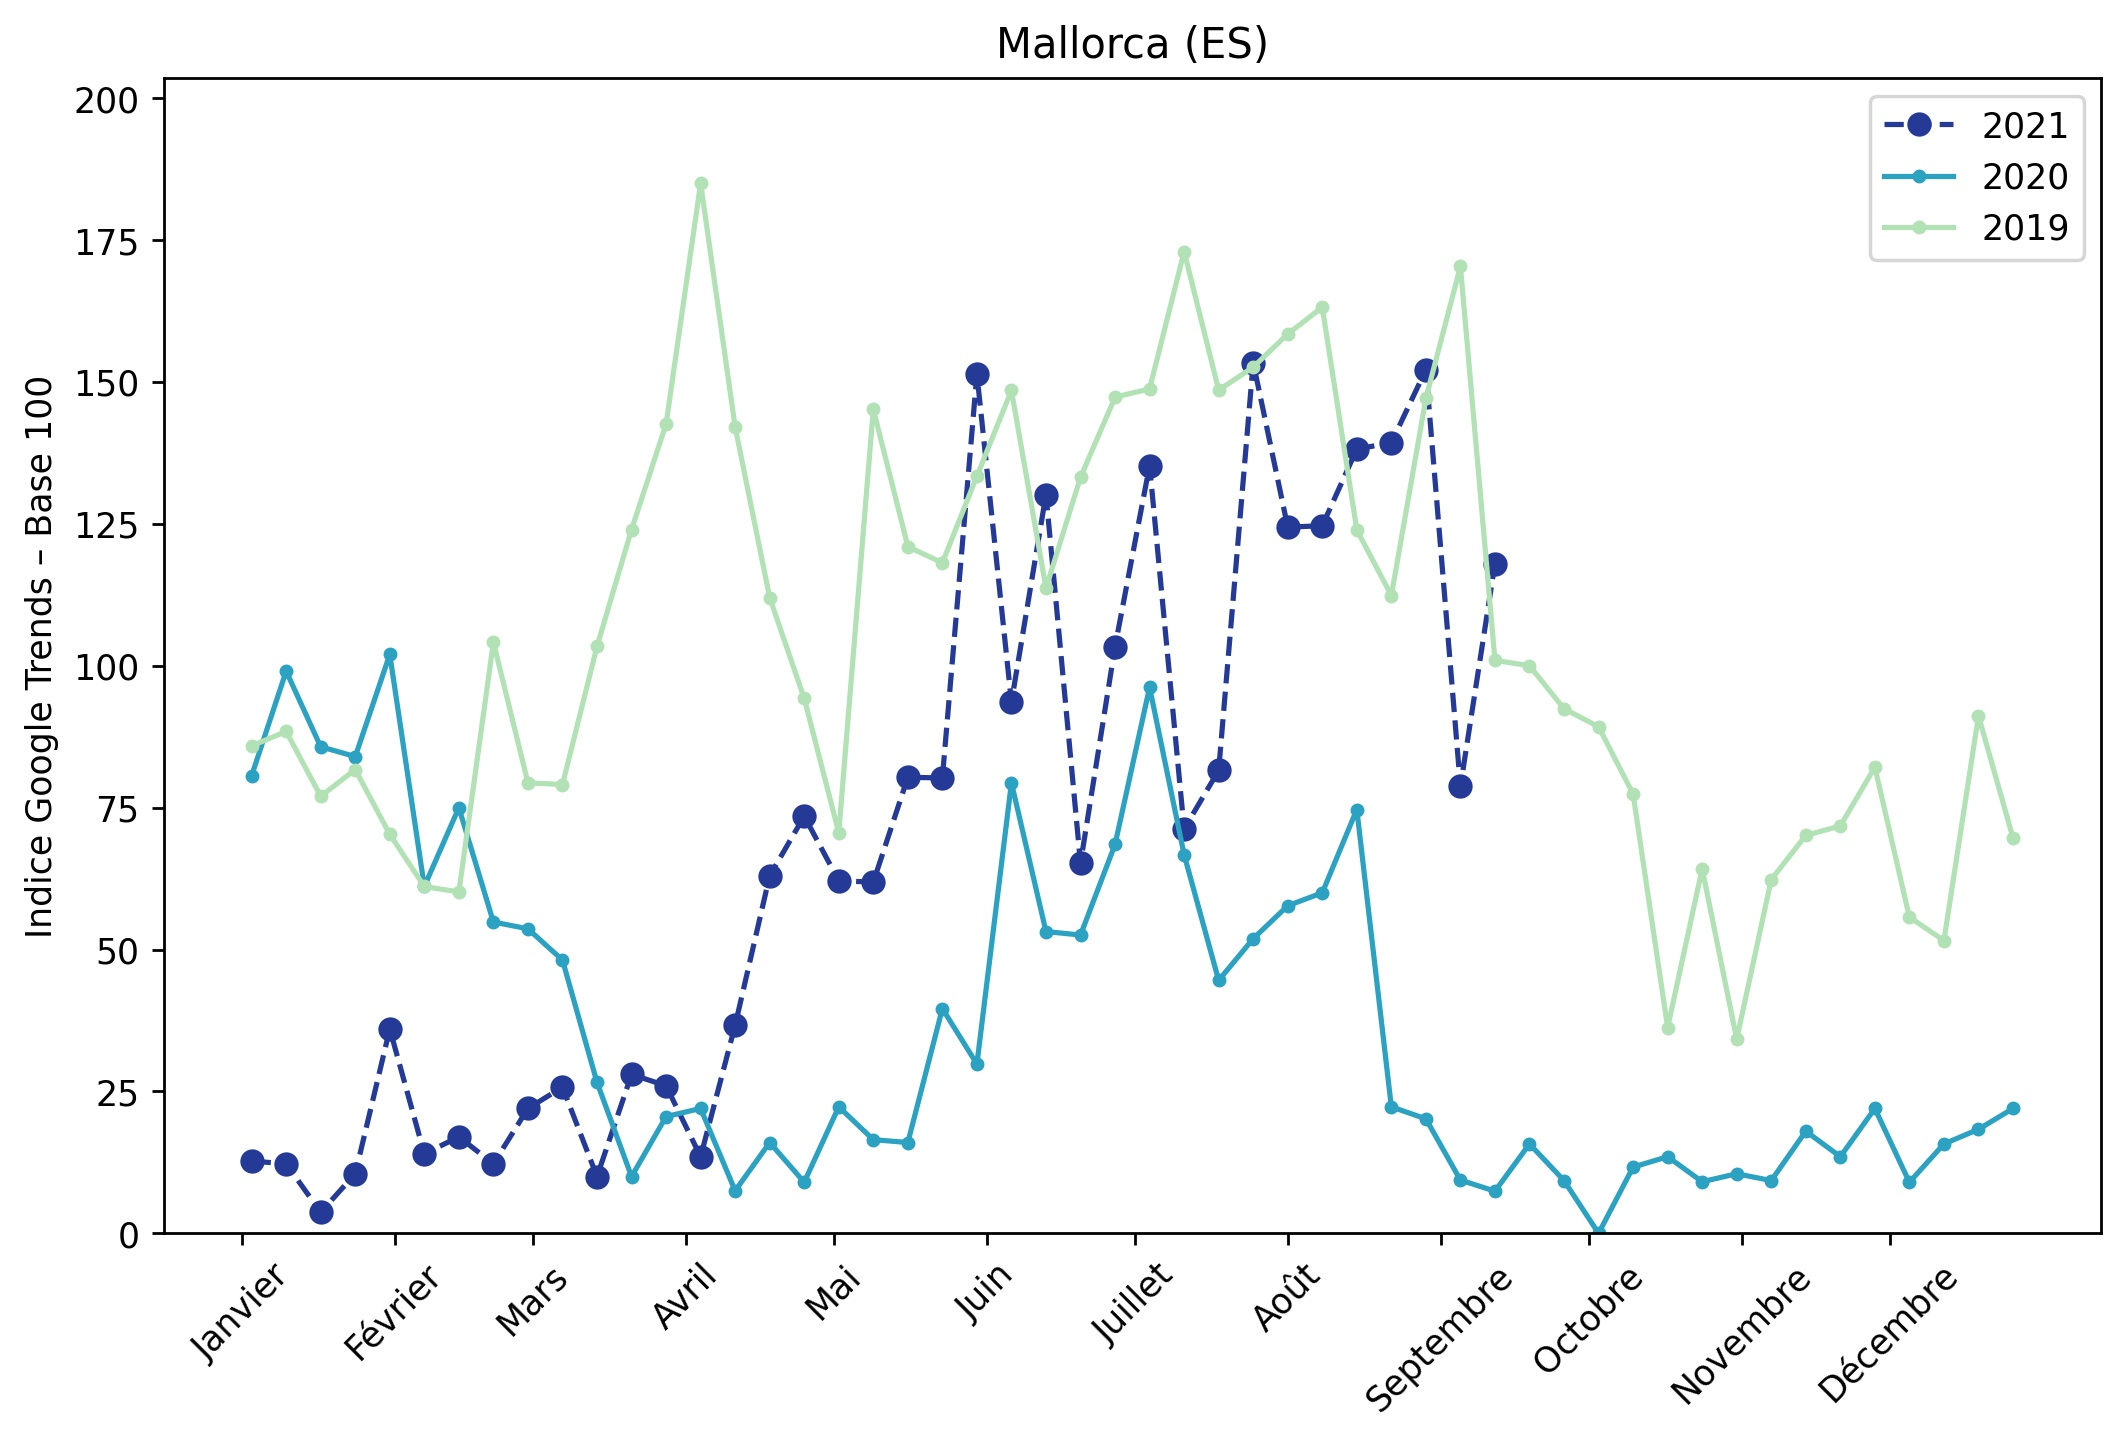 Mallorca (ES)
Indice Google Trends – Base 100
200
175
150
125
100
75
50
25
0
2021
2020
2019
Janvier
Février
Mars
Avril
Mai
Juin
Juillet
Août
Septembre
Octobre
Novembre
Décembre